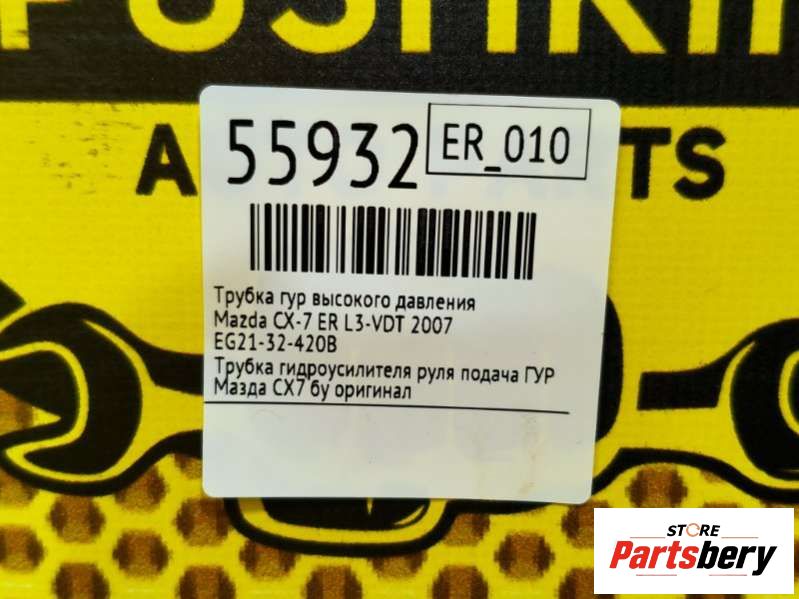 55932
ER_010
Трубка гур высокого давления
Mazda CX-7 ER L3-VDT 2007
EG21-32-420B
Трубка гидроусилителя руля подача ГУР
Мазда СХ7 бу оригинал
STORE
Partsbery